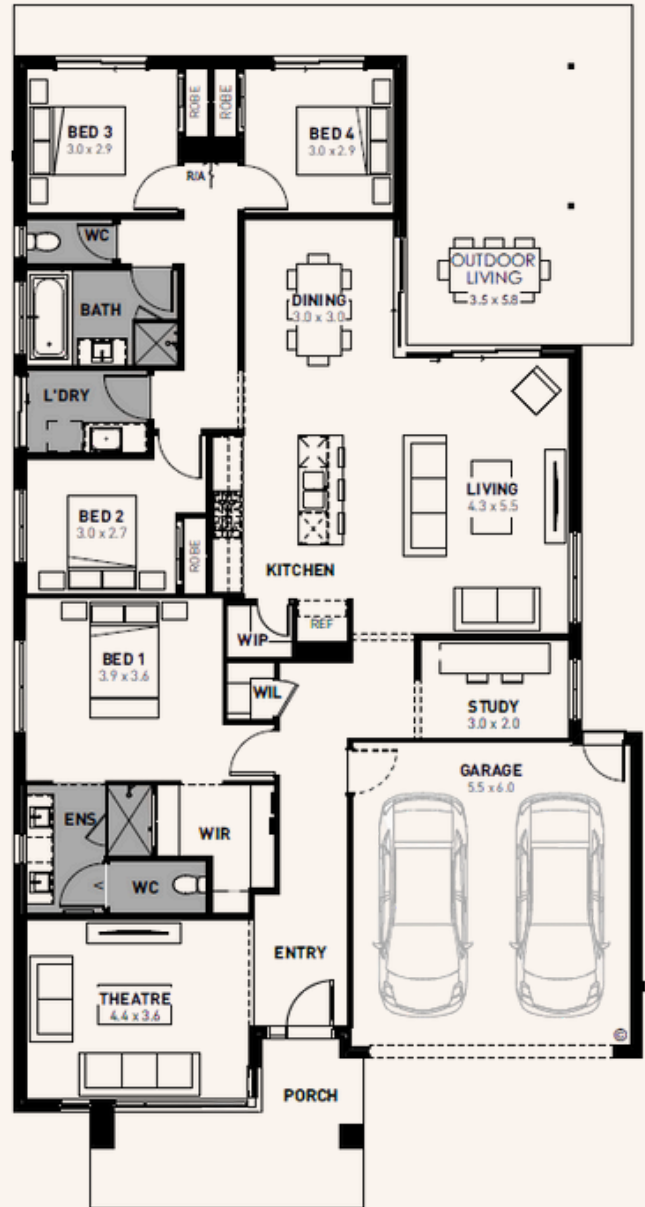 ROBE
ROBE
BED 3
3.0 x 2.9
BED 4
3.0 x 2.9
R/A
WC
OUTDOOR
LIVING
3.5 x 5.8
BATH
DINING
3.0 x 3.0
L'DRY
LIVING
4.3 x 5.5
BED 2
3.0 x 2.7
ROBE
KITCHEN
REF
WIP
BED 1
3.9 x 3.6
WIL
STUDY
3.0 x 2.0
GARAGE
5.5 x 6.0
ENS
WIR
WC
ENTRY
THEATRE
4.4 x 3.6
©
PORCH